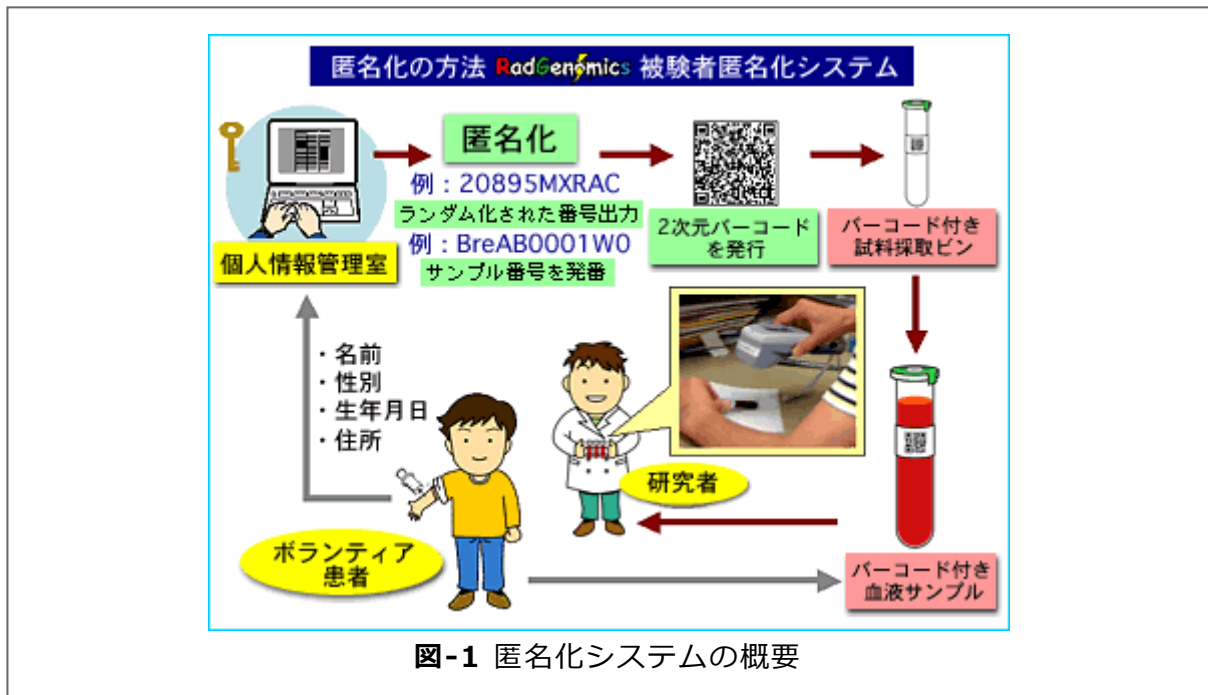 匿名化の方法 RadGenomics 被験者匿名化システム
匿名化
例：20895MXRAC
ランダム化された番号出力
例：BreAB0001W0
サンプル番号を発番
2次元バーコード
を発行
バーコード付き
試料採取ビン
個人情報管理室
・名前
・性別
・生年月日
・住所
研究者
ボランティア
患者
バーコード付き
血液サンプル
図-1 匿名化システムの概要